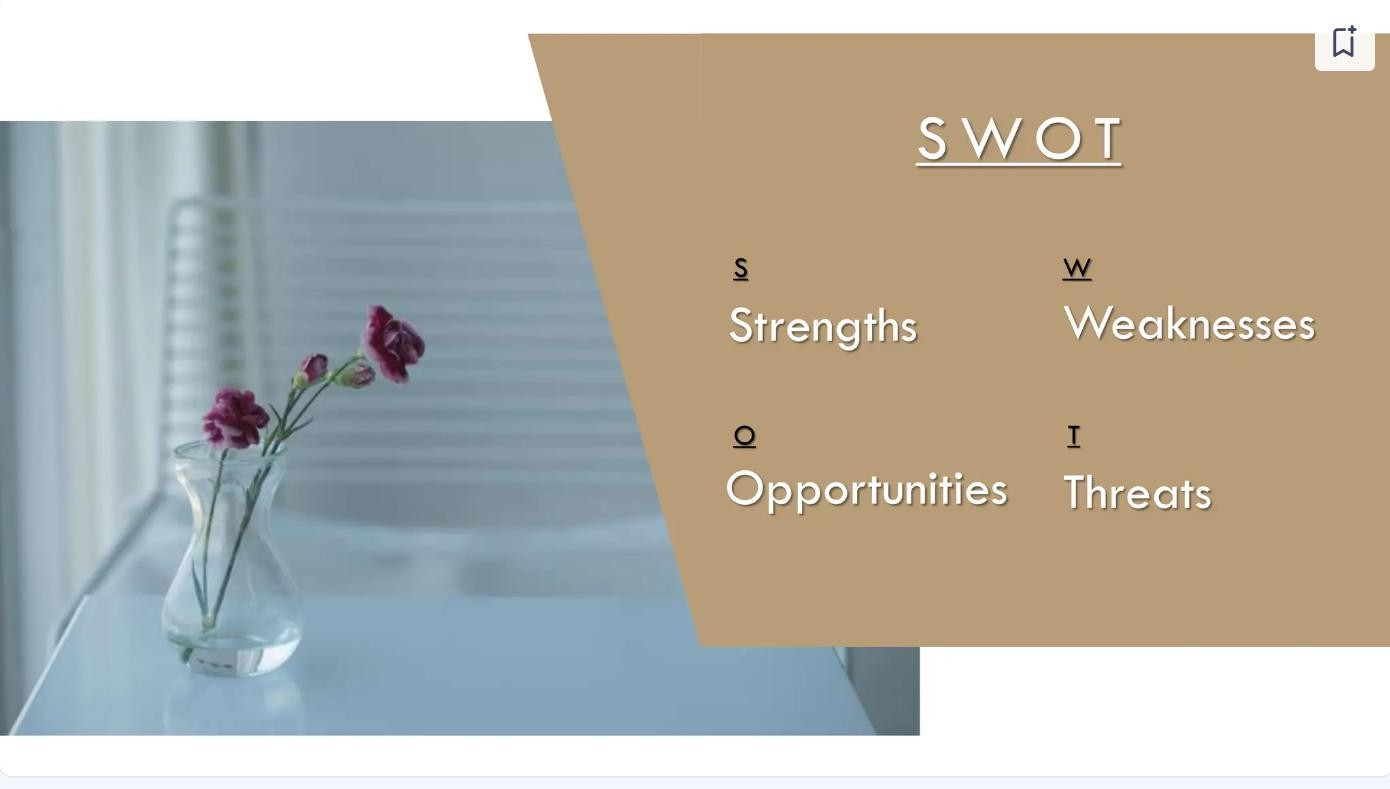 SWOT
S
Strengths
W
Weaknesses
O
Opportunities
T
Threats